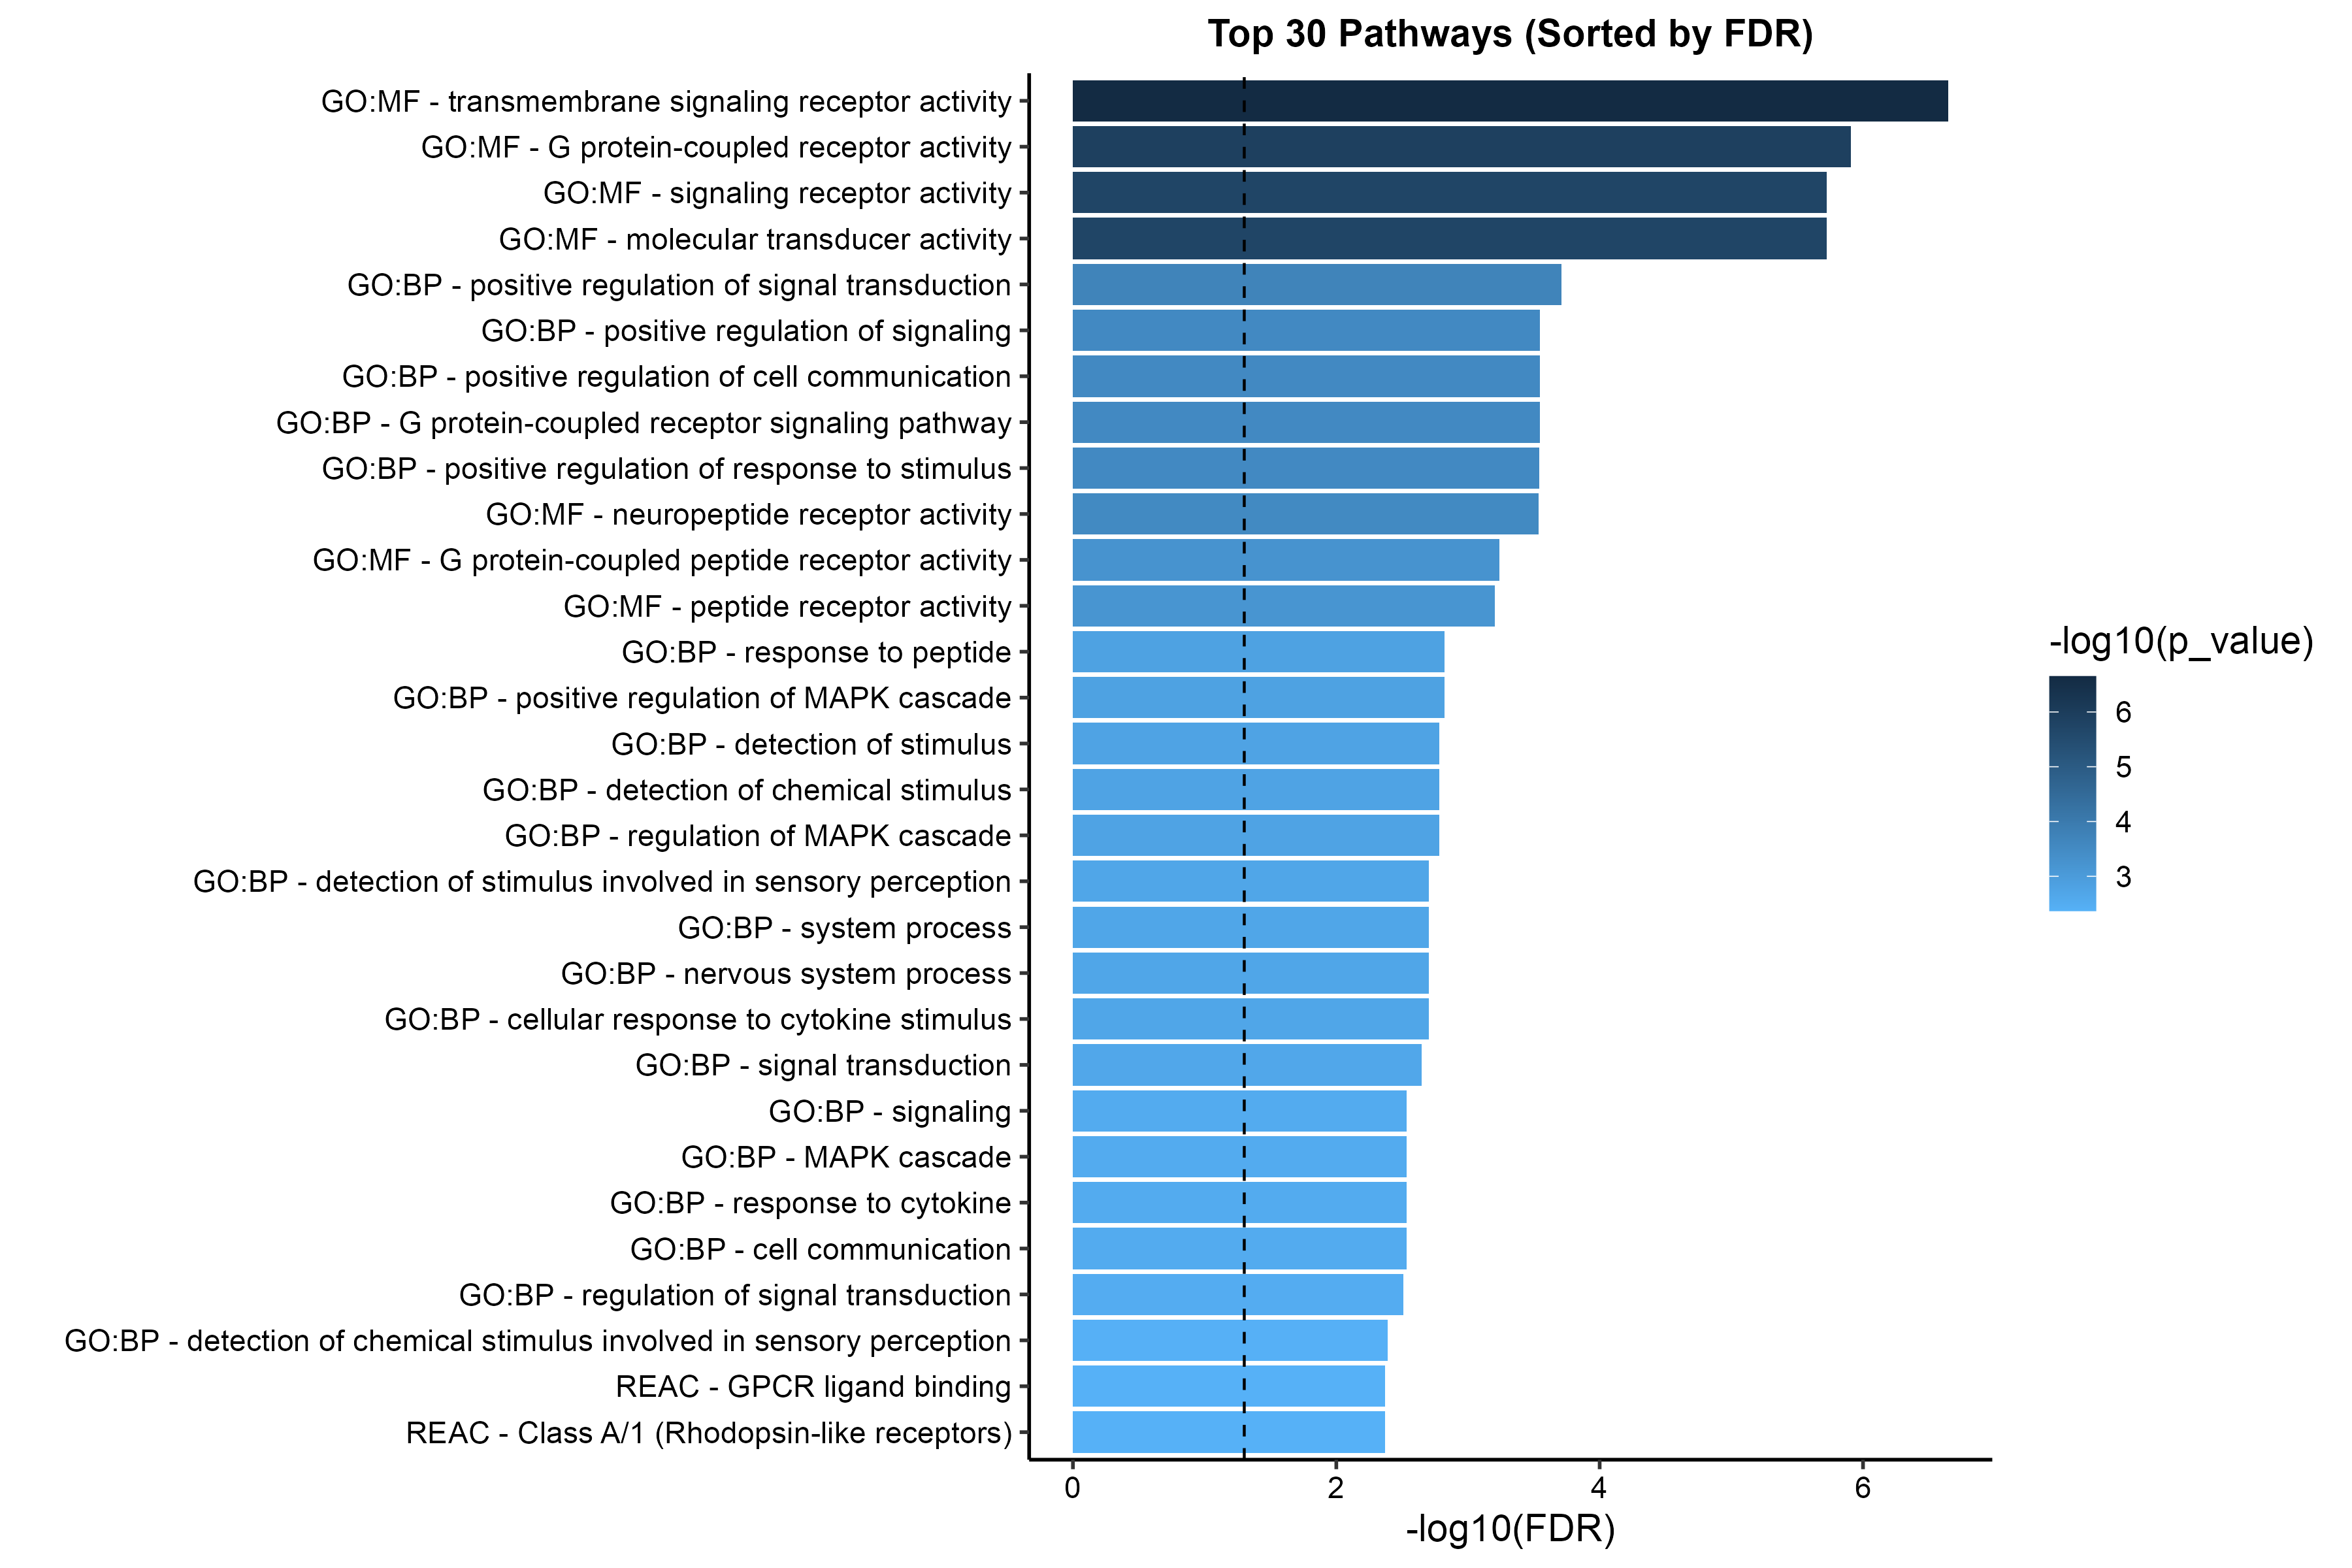 Top 30 Pathways (Sorted by FDR)
GO:MF - transmembrane signaling receptor activity
GO:MF - G protein-coupled receptor activity
GO:MF - signaling receptor activity
GO:MF - molecular transducer activity
GO:BP - positive regulation of signal transduction
GO:BP - positive regulation of signaling
GO:BP - positive regulation of cell communication
GO:BP - G protein-coupled receptor signaling pathway
GO:BP - positive regulation of response to stimulus
GO:MF - neuropeptide receptor activity
GO:MF - G protein-coupled peptide receptor activity
GO:MF - peptide receptor activity
GO:BP - response to peptide
GO:BP - positive regulation of MAPK cascade
GO:BP - detection of stimulus
GO:BP - detection of chemical stimulus
GO:BP - regulation of MAPK cascade
GO:BP - detection of stimulus involved in sensory perception
GO:BP - system process
GO:BP - nervous system process
GO:BP - cellular response to cytokine stimulus
GO:BP - signal transduction
GO:BP - signaling
GO:BP - MAPK cascade
GO:BP - response to cytokine
GO:BP - cell communication
GO:BP - regulation of signal transduction
GO:BP - detection of chemical stimulus involved in sensory perception
REAC - GPCR ligand binding
REAC - Class A/1 (Rhodopsin-like receptors)
0 2 4 6
-log10(FDR)
-log10(p_value)
6
5
4
3